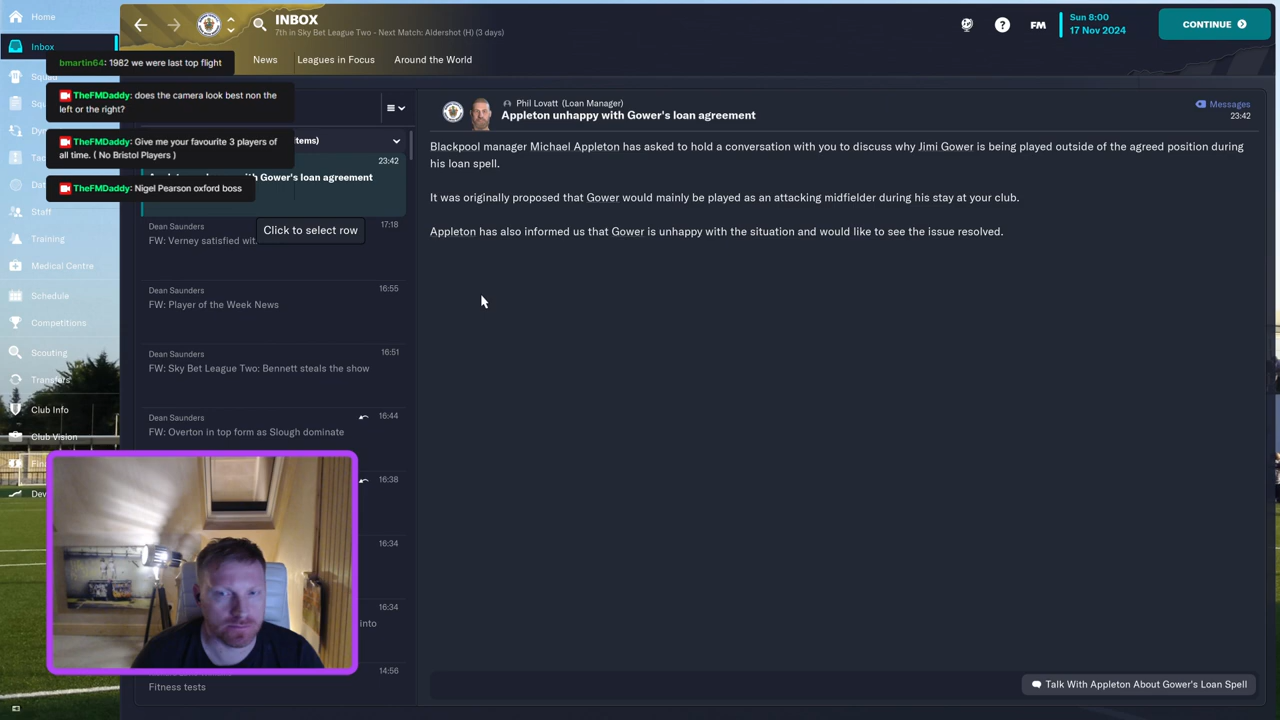 Home
INBOX
7th in Sky Bet League Two - Next Match: Aldershot (H) (3 days)
FM
Sun 8:00
17 Nov 2024
CONTINUE
Inbox
News
Leagues in Focus
Around the World
bmartin64: 1982 we were last top flight
TheFMDaddy: does the camera look best non the
left or the right?
TheFMDaddy: Give me your favourite 3 players of
all time. ( No Bristol Players )
TheFMDaddy: Nigel Pearson oxford boss
Staff
Training
Medical Centre
Schedule
Competitions
Scouting
Transfers
Club Info
Club Vision
23:42
Gower's loan agreement
Click to select row
Dean Saunders
17:18
FW: Verney satisfied wit
Dean Saunders
16:55
FW: Player of the Week News
Dean Saunders
16:51
FW: Sky Bet League Two: Bennett steals the show
Dean Saunders
16:44
FW: Overton in top form as Slough dominate
16:38
16:34
16:34
into
14:56
Fitness tests
Phil Lovatt (Loan Manager)
Appleton unhappy with Gower's loan agreement
Messages
23:42
Blackpool manager Michael Appleton has asked to hold a conversation with you to discuss why Jimi Gower is being played outside of the agreed position during
his loan spell.
It was originally proposed that Gower would mainly be played as an attacking midfielder during his stay at your club.
Appleton has also informed us that Gower is unhappy with the situation and would like to see the issue resolved.
Talk With Appleton About Gower's Loan Spell